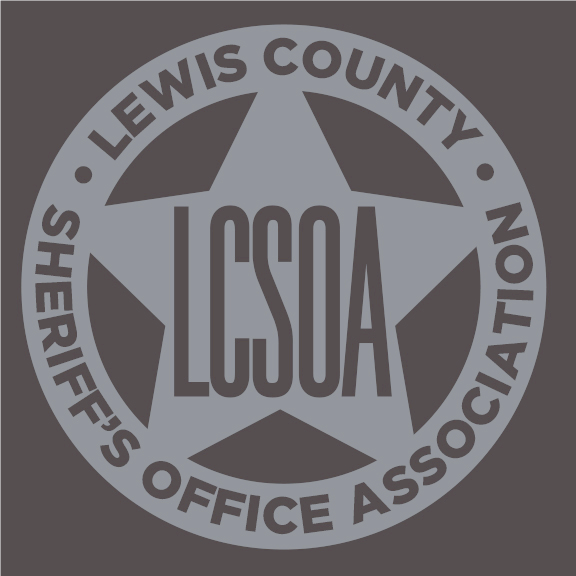 • LEWIS COUNTY •
SHERIFF'S OFFICE ASSOCIATION
LCSOA